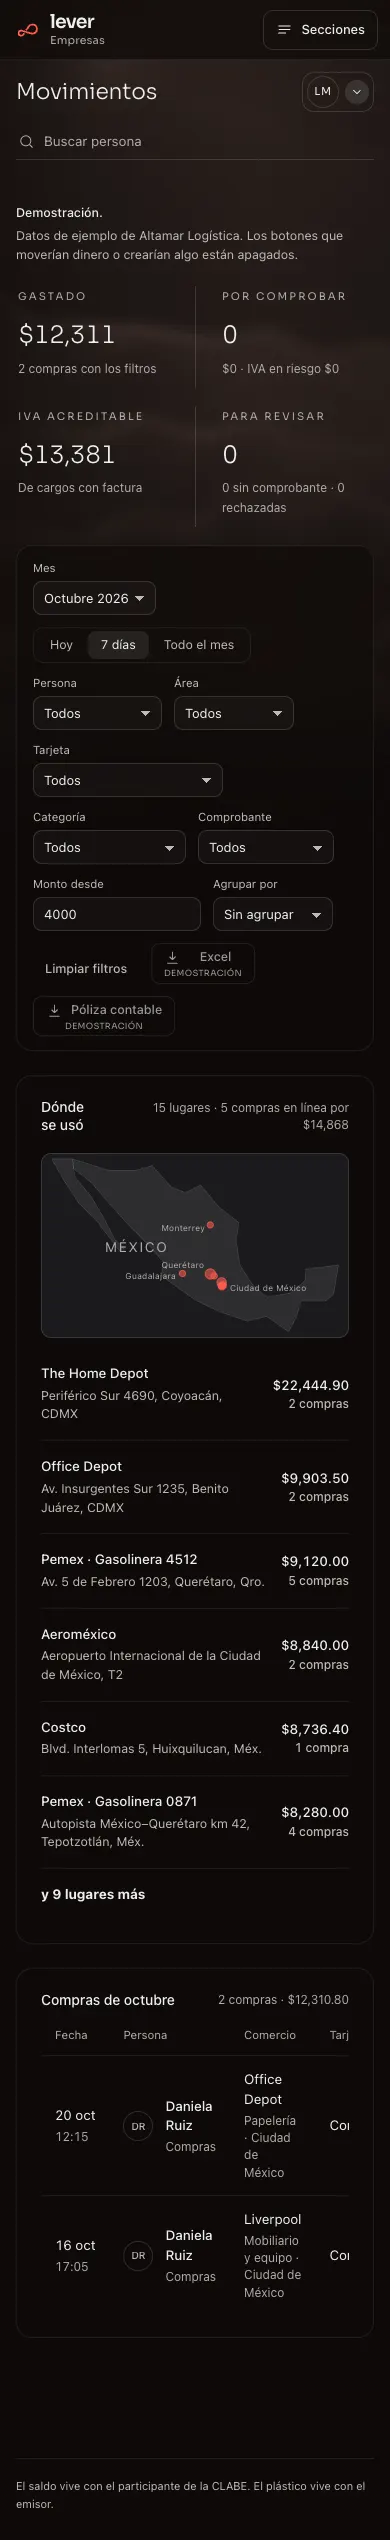 lever
Empresas
Secciones
Movimientos
LM
Buscar persona
Demostración.
Datos de ejemplo de Altamar Logística. Los botones que
moverían dinero o crearían algo están apagados.
GASTADO
$12,311
2 compras con los filtros
POR COMPROBAR
0
$0 · IVA en riesgo $0
IVA ACREDITABLE
$13,381
De cargos con factura
PARA REVISAR
0
0 sin comprobante · 0
rechazadas
Mes
Octubre 2026
Hoy 7 días Todo el mes
Persona Área
Todos Todos
Tarjeta
Todos
Categoría Comprobante
Todos Todos
Monto desde Agrupar por
4000 Sin agrupar
Limpiar filtros
Excel
DEMOSTRACIÓN
Póliza contable
DEMOSTRACIÓN
Dónde
se usó
15 lugares · 5 compras en línea por
$14,868
MÉXICO
Monterrey
Querétaro
Guadalajara
Ciudad de México
The Home Depot
Periférico Sur 4690, Coyoacán,
CDMX
$22,444.90
2 compras
Office Depot
Av. Insurgentes Sur 1235, Benito
Juárez, CDMX
$9,903.50
2 compras
Pemex · Gasolinera 4512
Av. 5 de Febrero 1203, Querétaro, Qro.
$9,120.00
5 compras
Aeroméxico
Aeropuerto Internacional de la Ciudad
de México, T2
$8,840.00
2 compras
Costco
Blvd. Interlomas 5, Huixquilucan, Méx.
$8,736.40
1 compra
Pemex · Gasolinera 0871
Autopista México–Querétaro km 42,
Tepotzotlán, Méx.
$8,280.00
4 compras
y 9 lugares más
Compras de octubre
2 compras · $12,310.80
Fecha Persona Comercio Tarj
20 oct
12:15
DR
Daniela
Ruiz
Compras
Office
Depot
Papelería
· Ciudad
de
México
Cor
16 oct
17:05
DR
Daniela
Ruiz
Compras
Liverpool
Mobiliario
y equipo ·
Ciudad de
México
Cor
El saldo vive con el participante de la CLABE. El plástico vive con el
emisor.